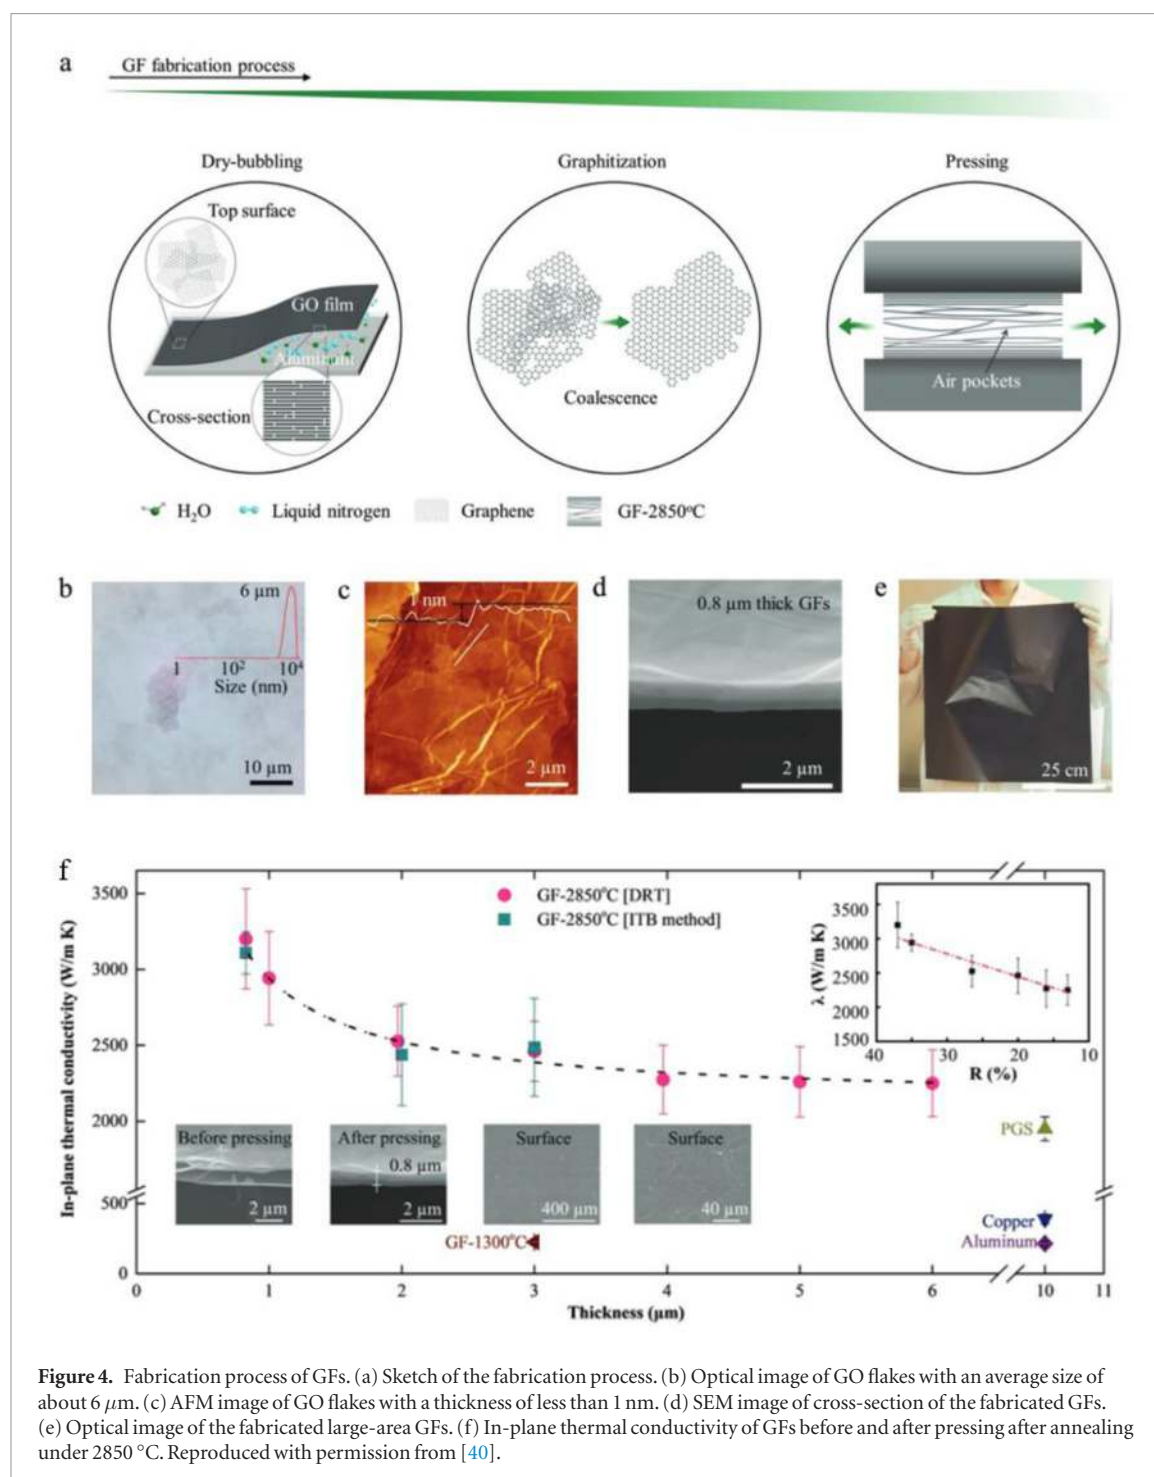 a
GF fabrication process
Dry-bubbling
Graphitization
Pressing
Top surface
GO film
Aluminum
Cross-section
Coalescence
Air pockets
H₂O
Liquid nitrogen
Graphene
GF-2850°C
b
6 µm
1 10² 10⁴
Size (nm)
10 µm
c
1 nm
2 µm
d
0.8 µm thick GFs
2 µm
e
25 cm
f
In-plane thermal conductivity (W/m K)
3500
3000
2500
2000
500
0
GF-2850°C [DRT]
GF-2850°C [ITB method]
λ (W/m K)
3500
3000
2500
2000
1500
40 30 20 10
R (%)
PGS
Before pressing
2 µm
After pressing
0.8 µm
2 µm
Surface
400 µm
Surface
40 µm
GF-1300°C
Copper
Aluminum
0 1 2 3 4 5 6 10 11
Thickness (µm)
Figure 4. Fabrication process of GFs. (a) Sketch of the fabrication process. (b) Optical image of GO flakes with an average size of
about 6 µm. (c) AFM image of GO flakes with a thickness of less than 1 nm. (d) SEM image of cross-section of the fabricated GFs.
(e) Optical image of the fabricated large-area GFs. (f) In-plane thermal conductivity of GFs before and after pressing after annealing
under 2850 °C. Reproduced with permission from [40].